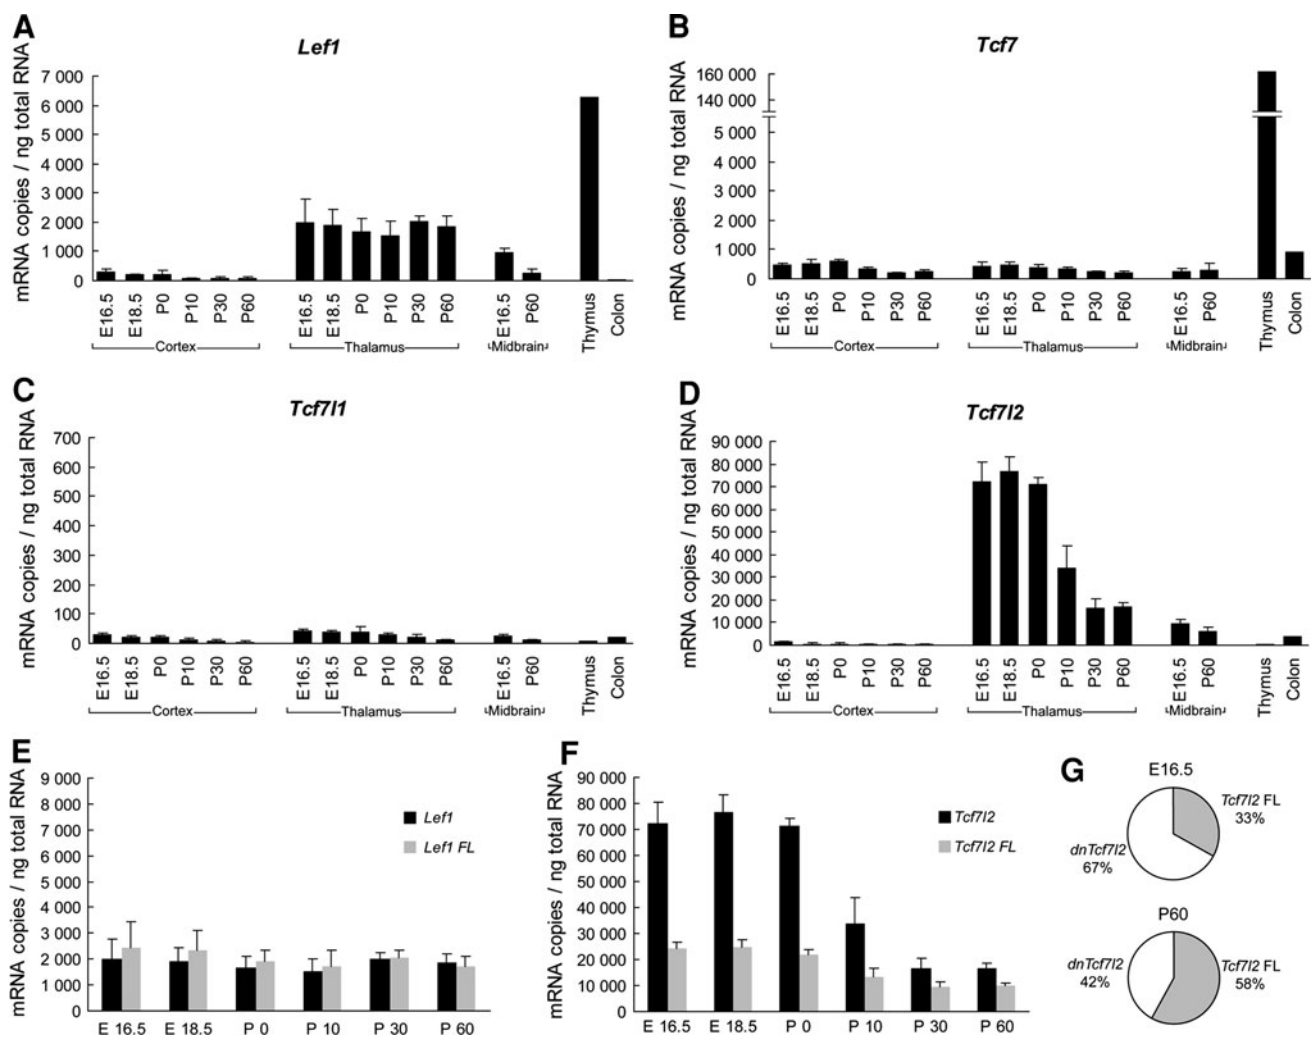 A
Lef1
mRNA copies / ng total RNA
7 000
6 000
5 000
4 000
3 000
2 000
1 000
0
E16.5
E18.5
P0
P10
P30
P60
Cortex
E16.5
E18.5
P0
P10
P30
P60
Thalamus
E16.5
P60
Midbrain
Thymus
Colon
B
Tcf7
mRNA copies / ng total RNA
160 000
140 000
5 000
4 000
3 000
2 000
1 000
0
E16.5
E18.5
P0
P10
P30
P60
Cortex
E16.5
E18.5
P0
P10
P30
P60
Thalamus
E16.5
P60
Midbrain
Thymus
Colon
C
Tcf7l1
mRNA copies / ng total RNA
700
600
500
400
300
200
100
0
E16.5
E18.5
P0
P10
P30
P60
Cortex
E16.5
E18.5
P0
P10
P30
P60
Thalamus
E16.5
P60
Midbrain
Thymus
Colon
D
Tcf7l2
mRNA copies / ng total RNA
90 000
80 000
70 000
60 000
50 000
40 000
30 000
20 000
10 000
0
E16.5
E18.5
P0
P10
P30
P60
Cortex
E16.5
E18.5
P0
P10
P30
P60
Thalamus
E16.5
P60
Midbrain
Thymus
Colon
E
mRNA copies / ng total RNA
9 000
8 000
7 000
6 000
5 000
4 000
3 000
2 000
1 000
0
Lef1
Lef1 FL
E 16.5
E 18.5
P 0
P 10
P 30
P 60
F
mRNA copies / ng total RNA
90 000
80 000
70 000
60 000
50 000
40 000
30 000
20 000
10 000
0
Tcf7l2
Tcf7l2 FL
E 16.5
E 18.5
P 0
P 10
P 30
P 60
G
E16.5
Tcf7l2 FL
33%
dnTcf7l2
67%
P60
dnTcf7l2
42%
Tcf7l2 FL
58%